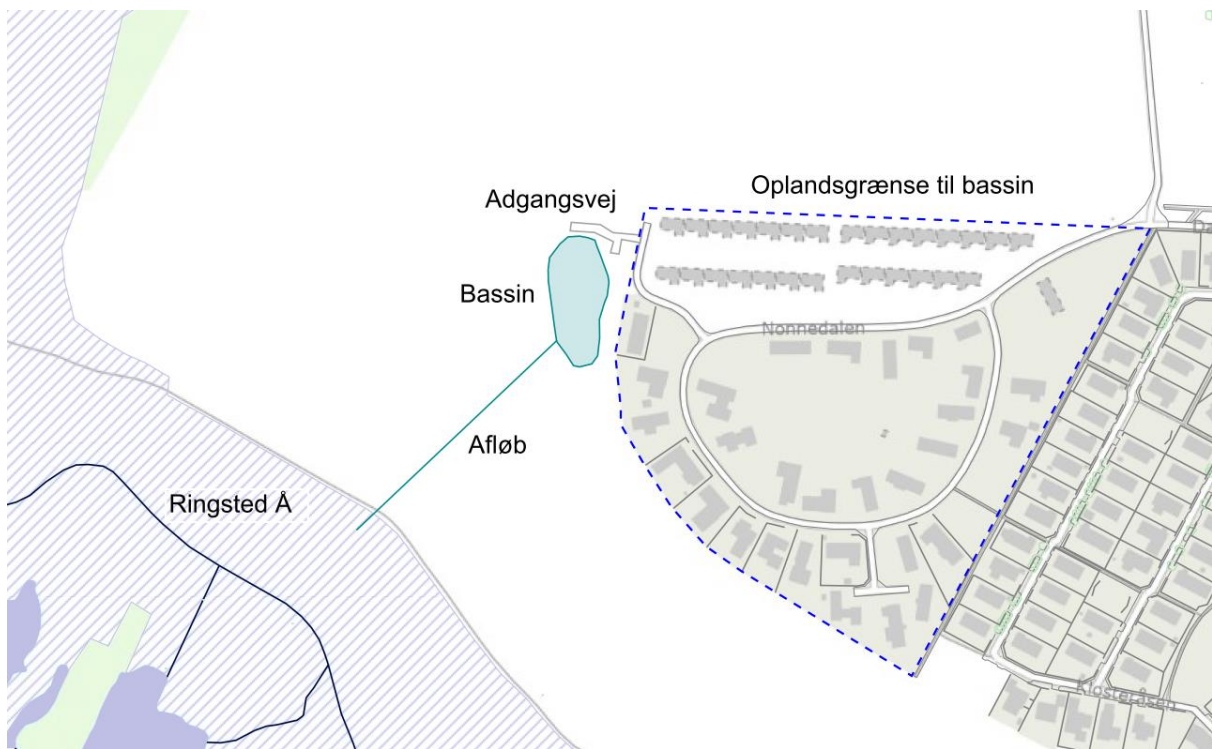 Oplandsgrænse til bassin
Adgangsvej
Bassin
Nonnedalen
Afløb
Ringsted Å
Klosteråsen